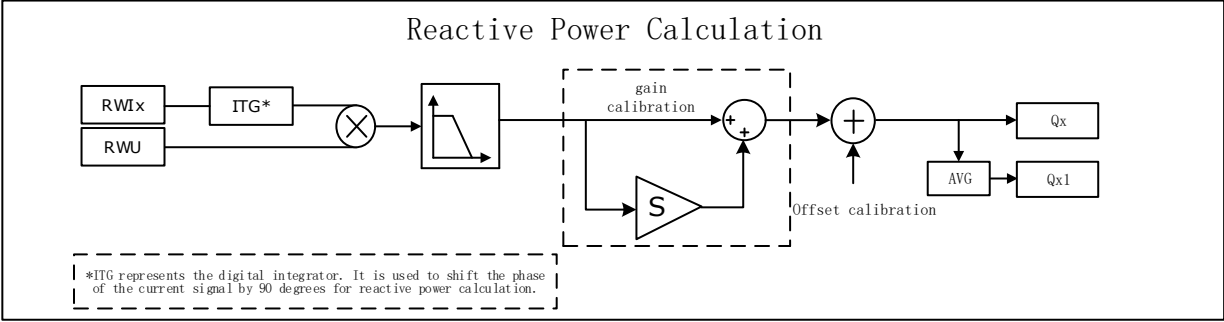 Reactive Power Calculation
RWIx
ITG*
RWU
gain
calibration
+
+
S
Offset calibration
Qx
AVG
Qx1
*ITG represents the digital integrator. It is used to shift the phase
of the current signal by 90 degrees for reactive power calculation.